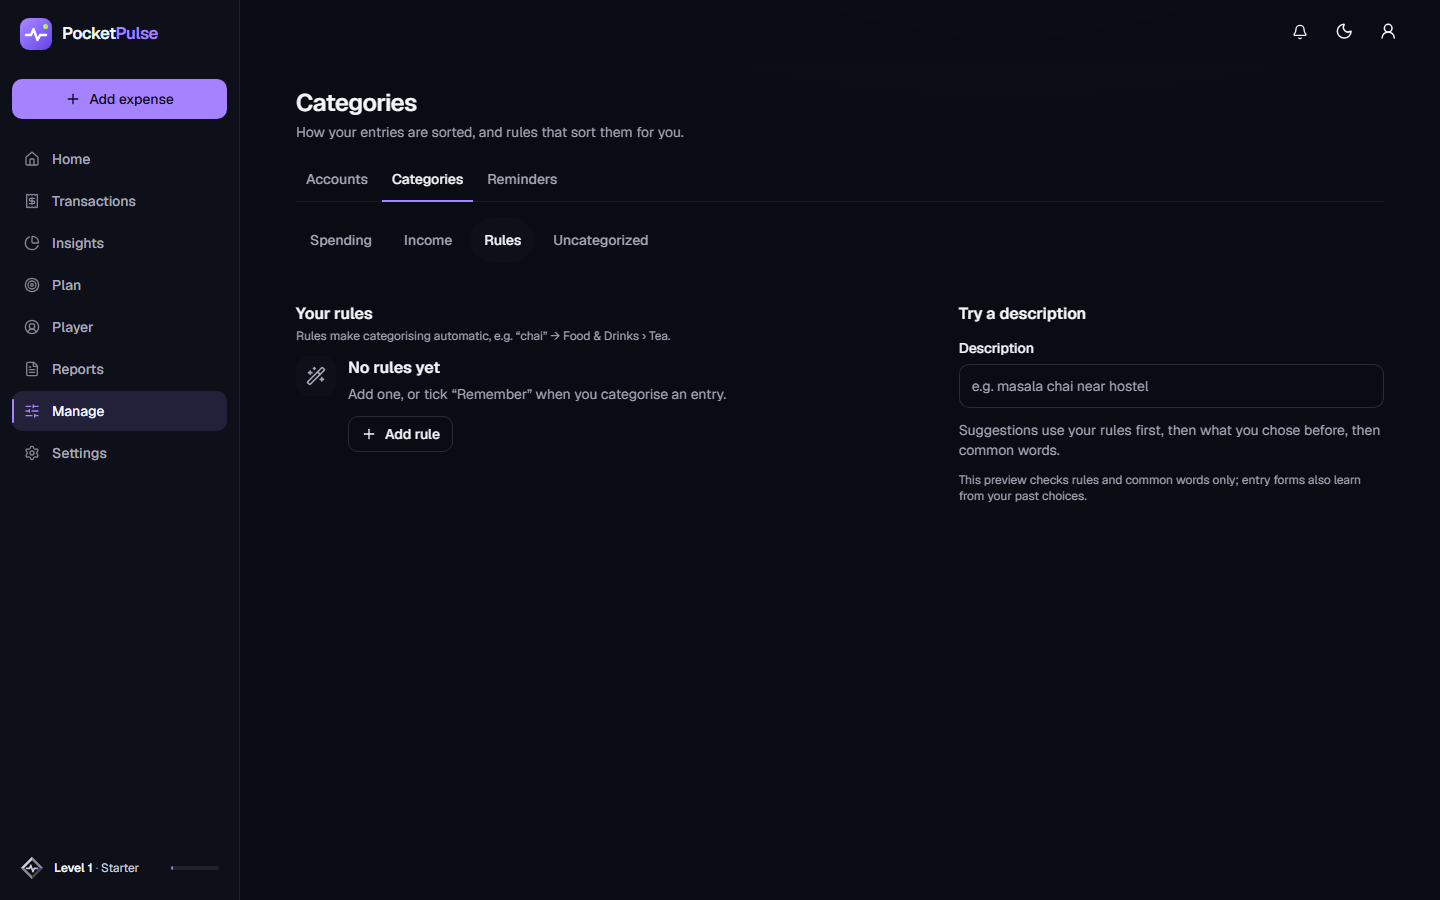 PocketPulse
Add expense
Home
Transactions
Insights
Plan
Player
Reports
Manage
Settings
Level 1 · Starter
Categories
How your entries are sorted, and rules that sort them for you.
Accounts
Categories
Reminders
Spending
Income
Rules
Uncategorized
Your rules
Rules make categorising automatic, e.g. “chai” → Food & Drinks › Tea.
No rules yet
Add one, or tick “Remember” when you categorise an entry.
Add rule
Try a description
Description
e.g. masala chai near hostel
Suggestions use your rules first, then what you chose before, then
common words.
This preview checks rules and common words only; entry forms also learn
from your past choices.